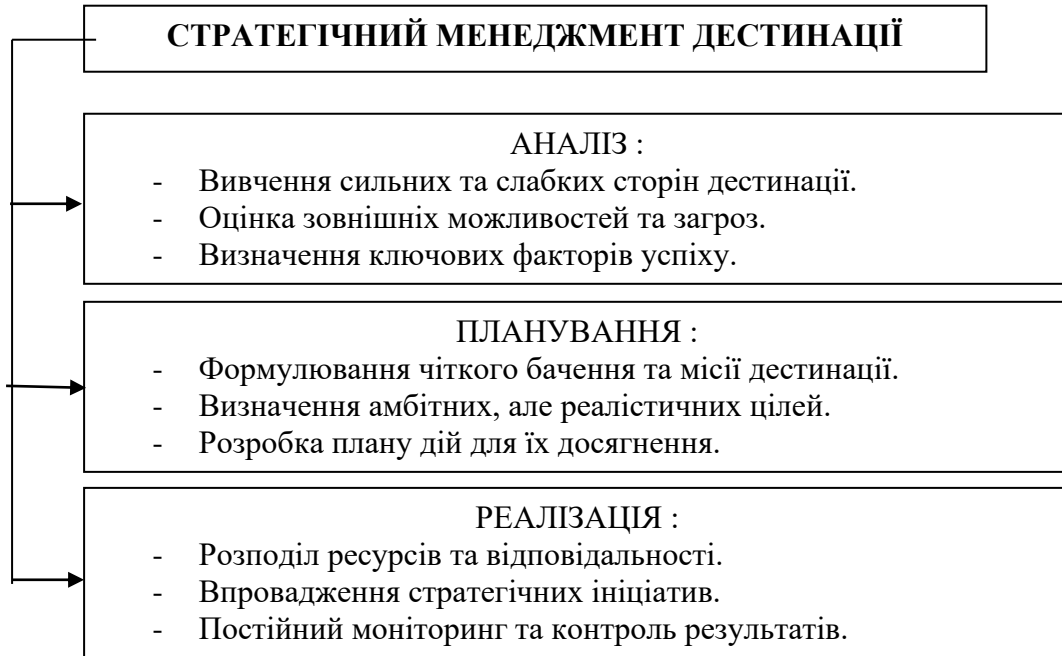 СТРАТЕГІЧНИЙ МЕНЕДЖМЕНТ ДЕСТИНАЦІЇ
АНАЛІЗ :
- Вивчення сильних та слабких сторін дестинації.
- Оцінка зовнішніх можливостей та загроз.
- Визначення ключових факторів успіху.
ПЛАНУВАННЯ :
- Формулювання чіткого бачення та місії дестинації.
- Визначення амбітних, але реалістичних цілей.
- Розробка плану дій для їх досягнення.
РЕАЛІЗАЦІЯ :
- Розподіл ресурсів та відповідальності.
- Впровадження стратегічних ініціатив.
- Постійний моніторинг та контроль результатів.